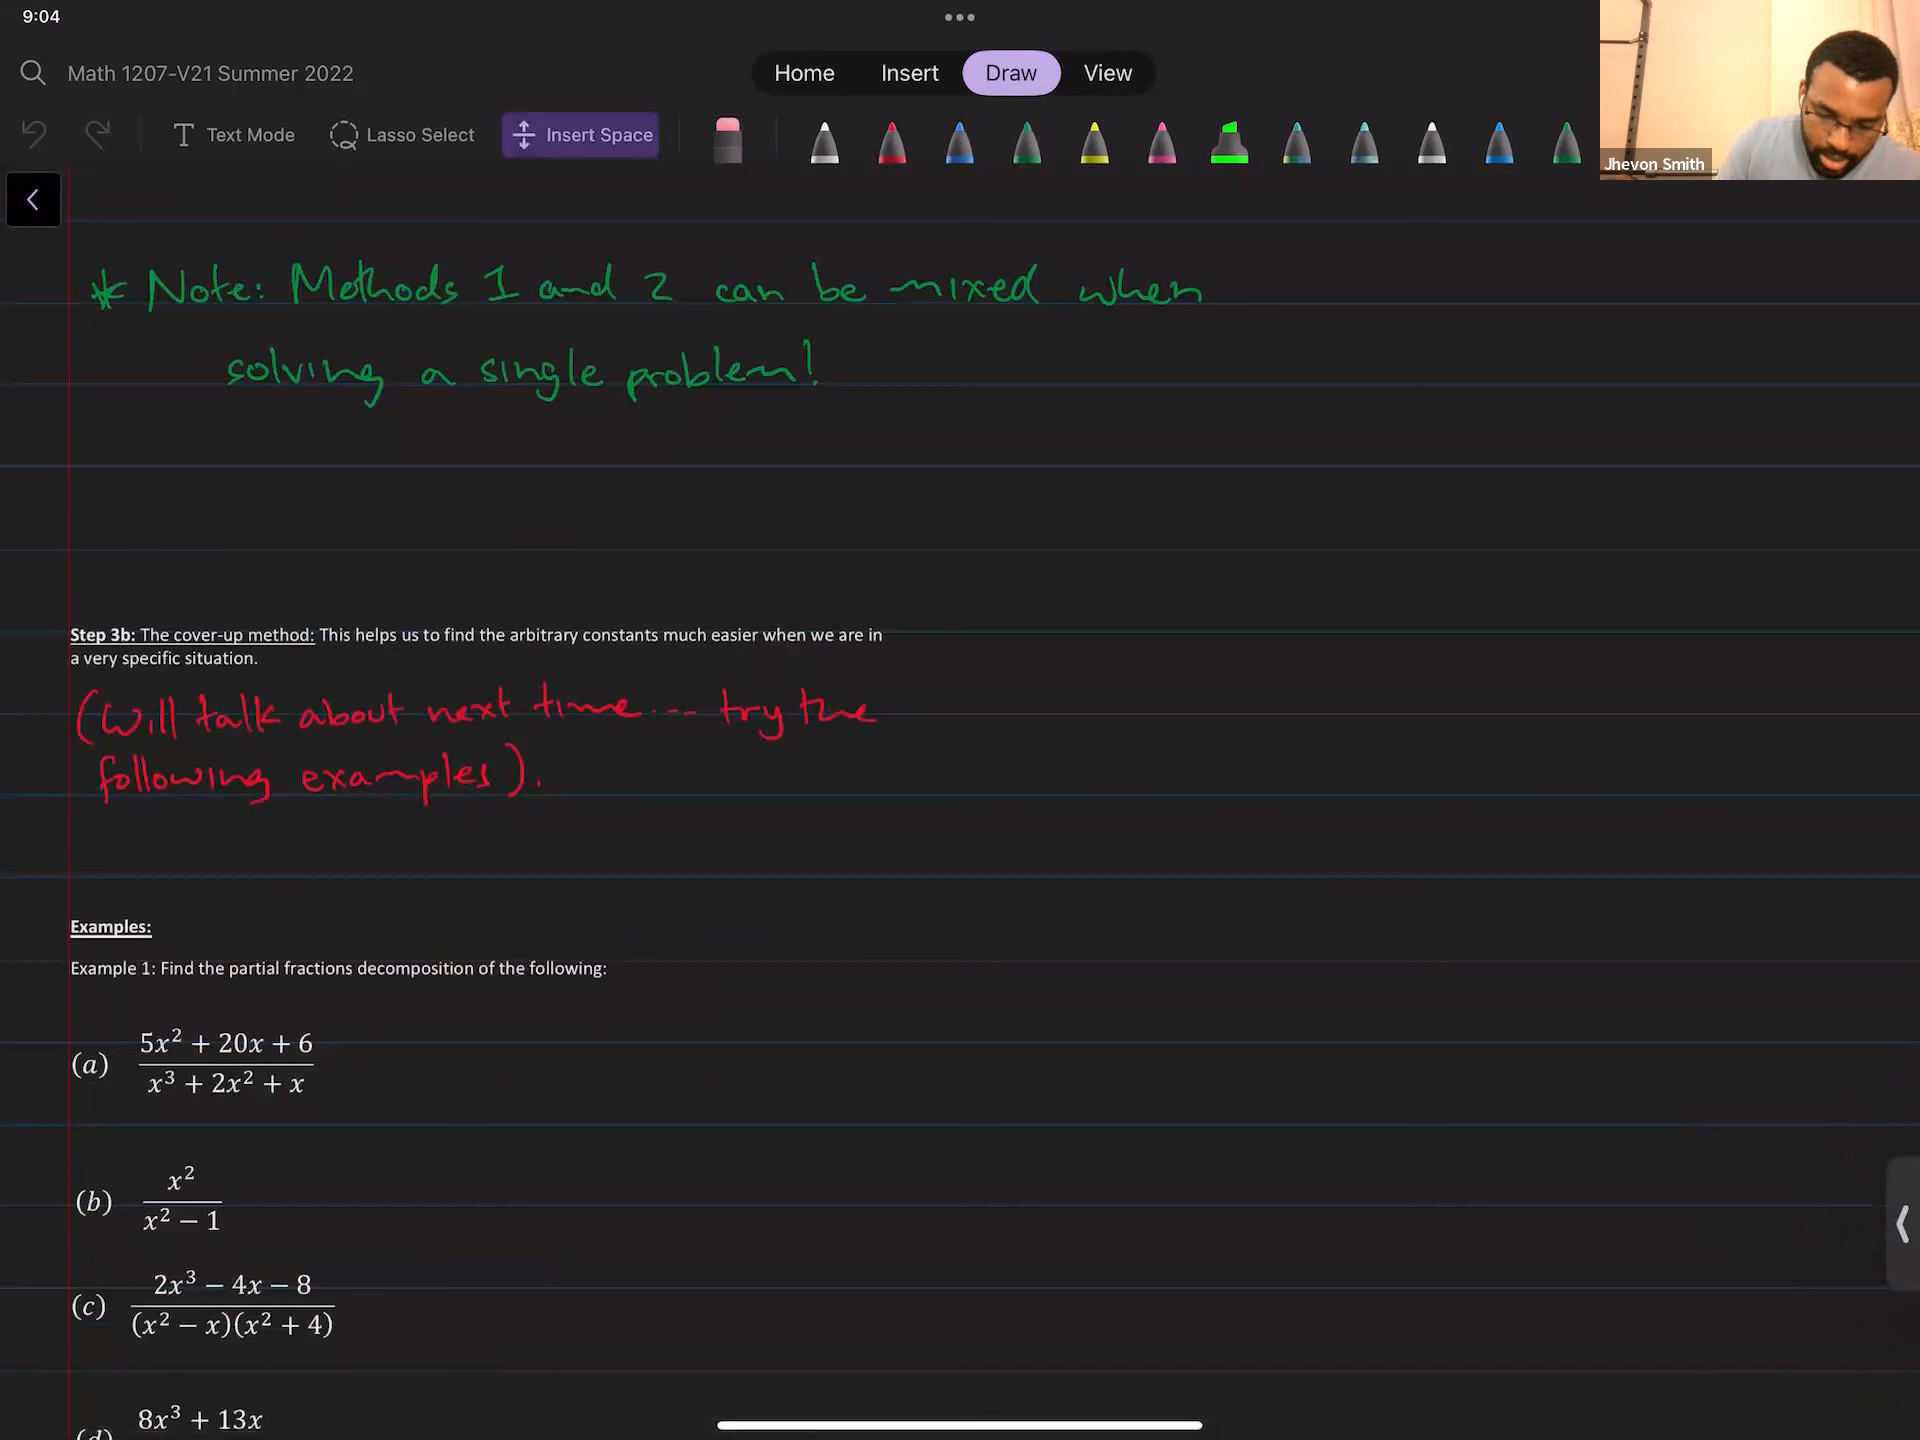 9:04
Math 1207-V21 Summer 2022
Home Insert Draw View
Text Mode Lasso Select Insert Space
Jhevon Smith
* Note: Methods 1 and 2 can be mixed when
solving a single problem!
Step 3b: The cover-up method: This helps us to find the arbitrary constants much easier when we are in
a very specific situation.
(Will talk about next time... try the
following examples).
Examples:
Example 1: Find the partial fractions decomposition of the following:
(a) 5x² + 20x + 6
x³ + 2x² + x
(b) x²
x² − 1
(c) 2x³ − 4x − 8
(x² − x)(x² + 4)
(d) 8x³ + 13x